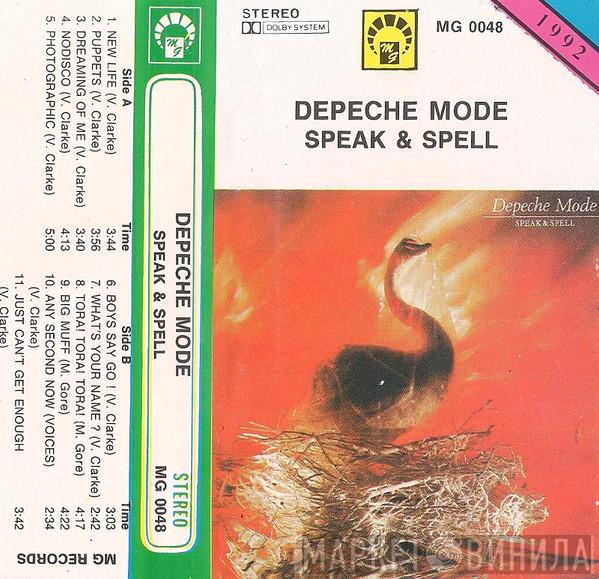 Side A Time
1. NEW LIFE (V. Clarke) 3:44
2. PUPPETS (V. Clarke) 3:56
3. DREAMING OF ME (V. Clarke) 3:40
4. NODISCO (V. Clarke) 4:13
5. PHOTOGRAPHIC (V. Clarke) 5:00
Side B Time
6. BOYS SAY GO ! (V. Clarke) 3:03
7. WHAT'S YOUR NAME ? (V. Clarke) 2:42
8. TORA! TORA! TORA! (M. Gore) 4:17
9. BIG MUFF (M. Gore) 4:22
10. ANY SECOND NOW (VOICES) 2:34
(V. Clarke)
11. JUST CAN'T GET ENOUGH 3:42
(V. Clarke)
MG RECORDS
MG
DEPECHE MODE
SPEAK & SPELL
STEREO
MG 0048
STEREO
DOLBY SYSTEM
MG
MG 0048
1992
DEPECHE MODE
SPEAK & SPELL
Depeche Mode
SPEAK & SPELL
МАРКЕТ ВИНИЛА